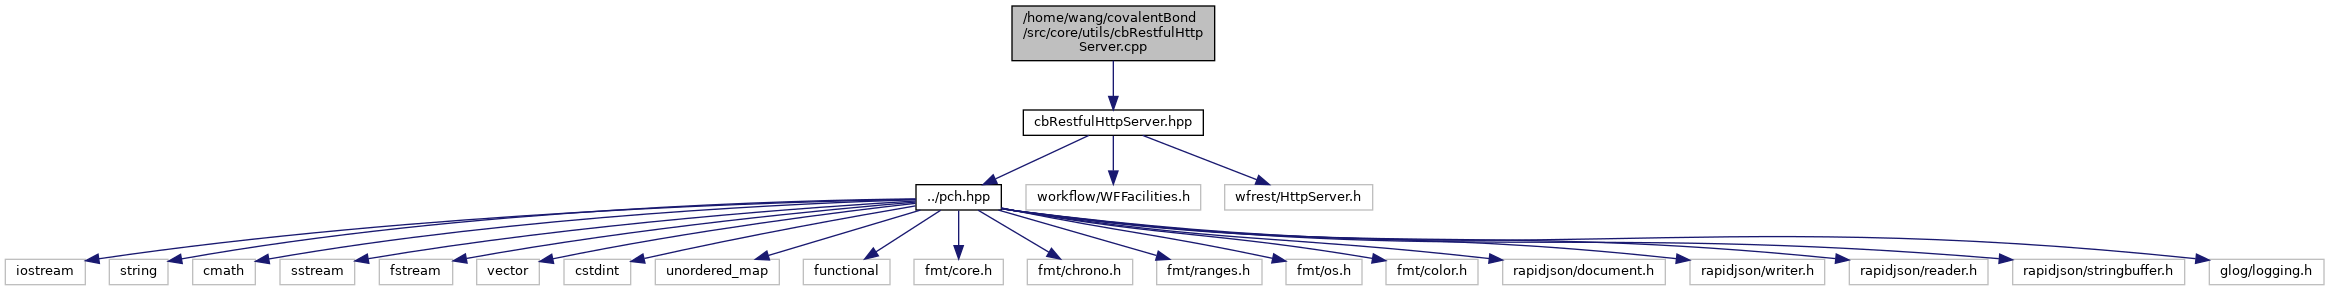 /home/wang/covalentBond
/src/core/utils/cbRestfulHttp
Server.cpp
cbRestfulHttpServer.hpp
../pch.hpp
workflow/WFFacilities.h
wfrest/HttpServer.h
iostream
string
cmath
sstream
fstream
vector
cstdint
unordered_map
functional
fmt/core.h
fmt/chrono.h
fmt/ranges.h
fmt/os.h
fmt/color.h
rapidjson/document.h
rapidjson/writer.h
rapidjson/reader.h
rapidjson/stringbuffer.h
glog/logging.h